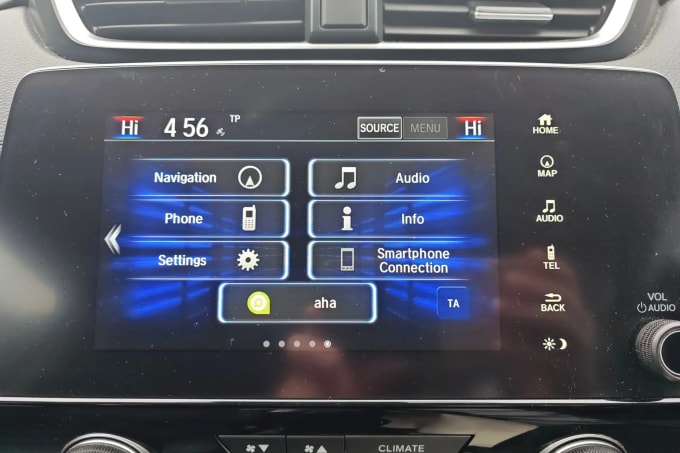 Hi 4 56 TP SOURCE MENU Hi
HOME
Navigation
Audio
MAP
Phone
Info
AUDIO
Settings
Smartphone
Connection
TEL
aha
TA
BACK
VOL
AUDIO
CLIMATE